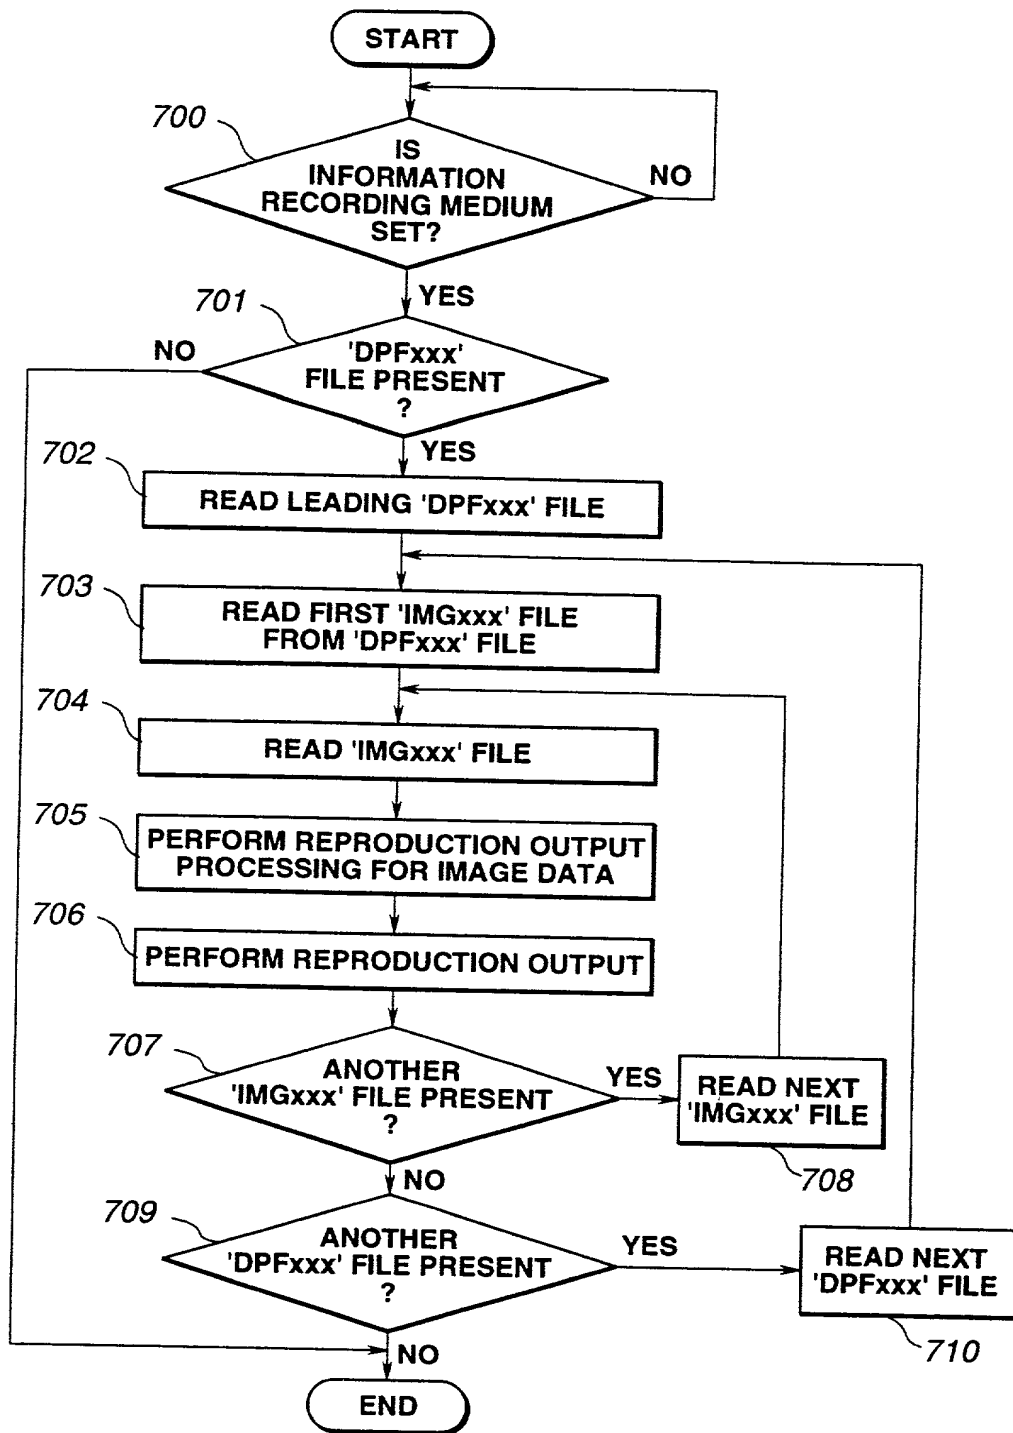 START
700
IS
INFORMATION
RECORDING MEDIUM
SET?
NO
YES
701
NO
'DPFxxx'
FILE PRESENT
?
YES
702
READ LEADING 'DPFxxx' FILE
703
READ FIRST 'IMGxxx' FILE
FROM 'DPFxxx' FILE
704
READ 'IMGxxx' FILE
705
PERFORM REPRODUCTION OUTPUT
PROCESSING FOR IMAGE DATA
706
PERFORM REPRODUCTION OUTPUT
707
ANOTHER
'IMGxxx' FILE PRESENT
?
YES
READ NEXT
'IMGxxx' FILE
708
NO
709
ANOTHER
'DPFxxx' FILE PRESENT
?
YES
READ NEXT
'DPFxxx' FILE
710
NO
END